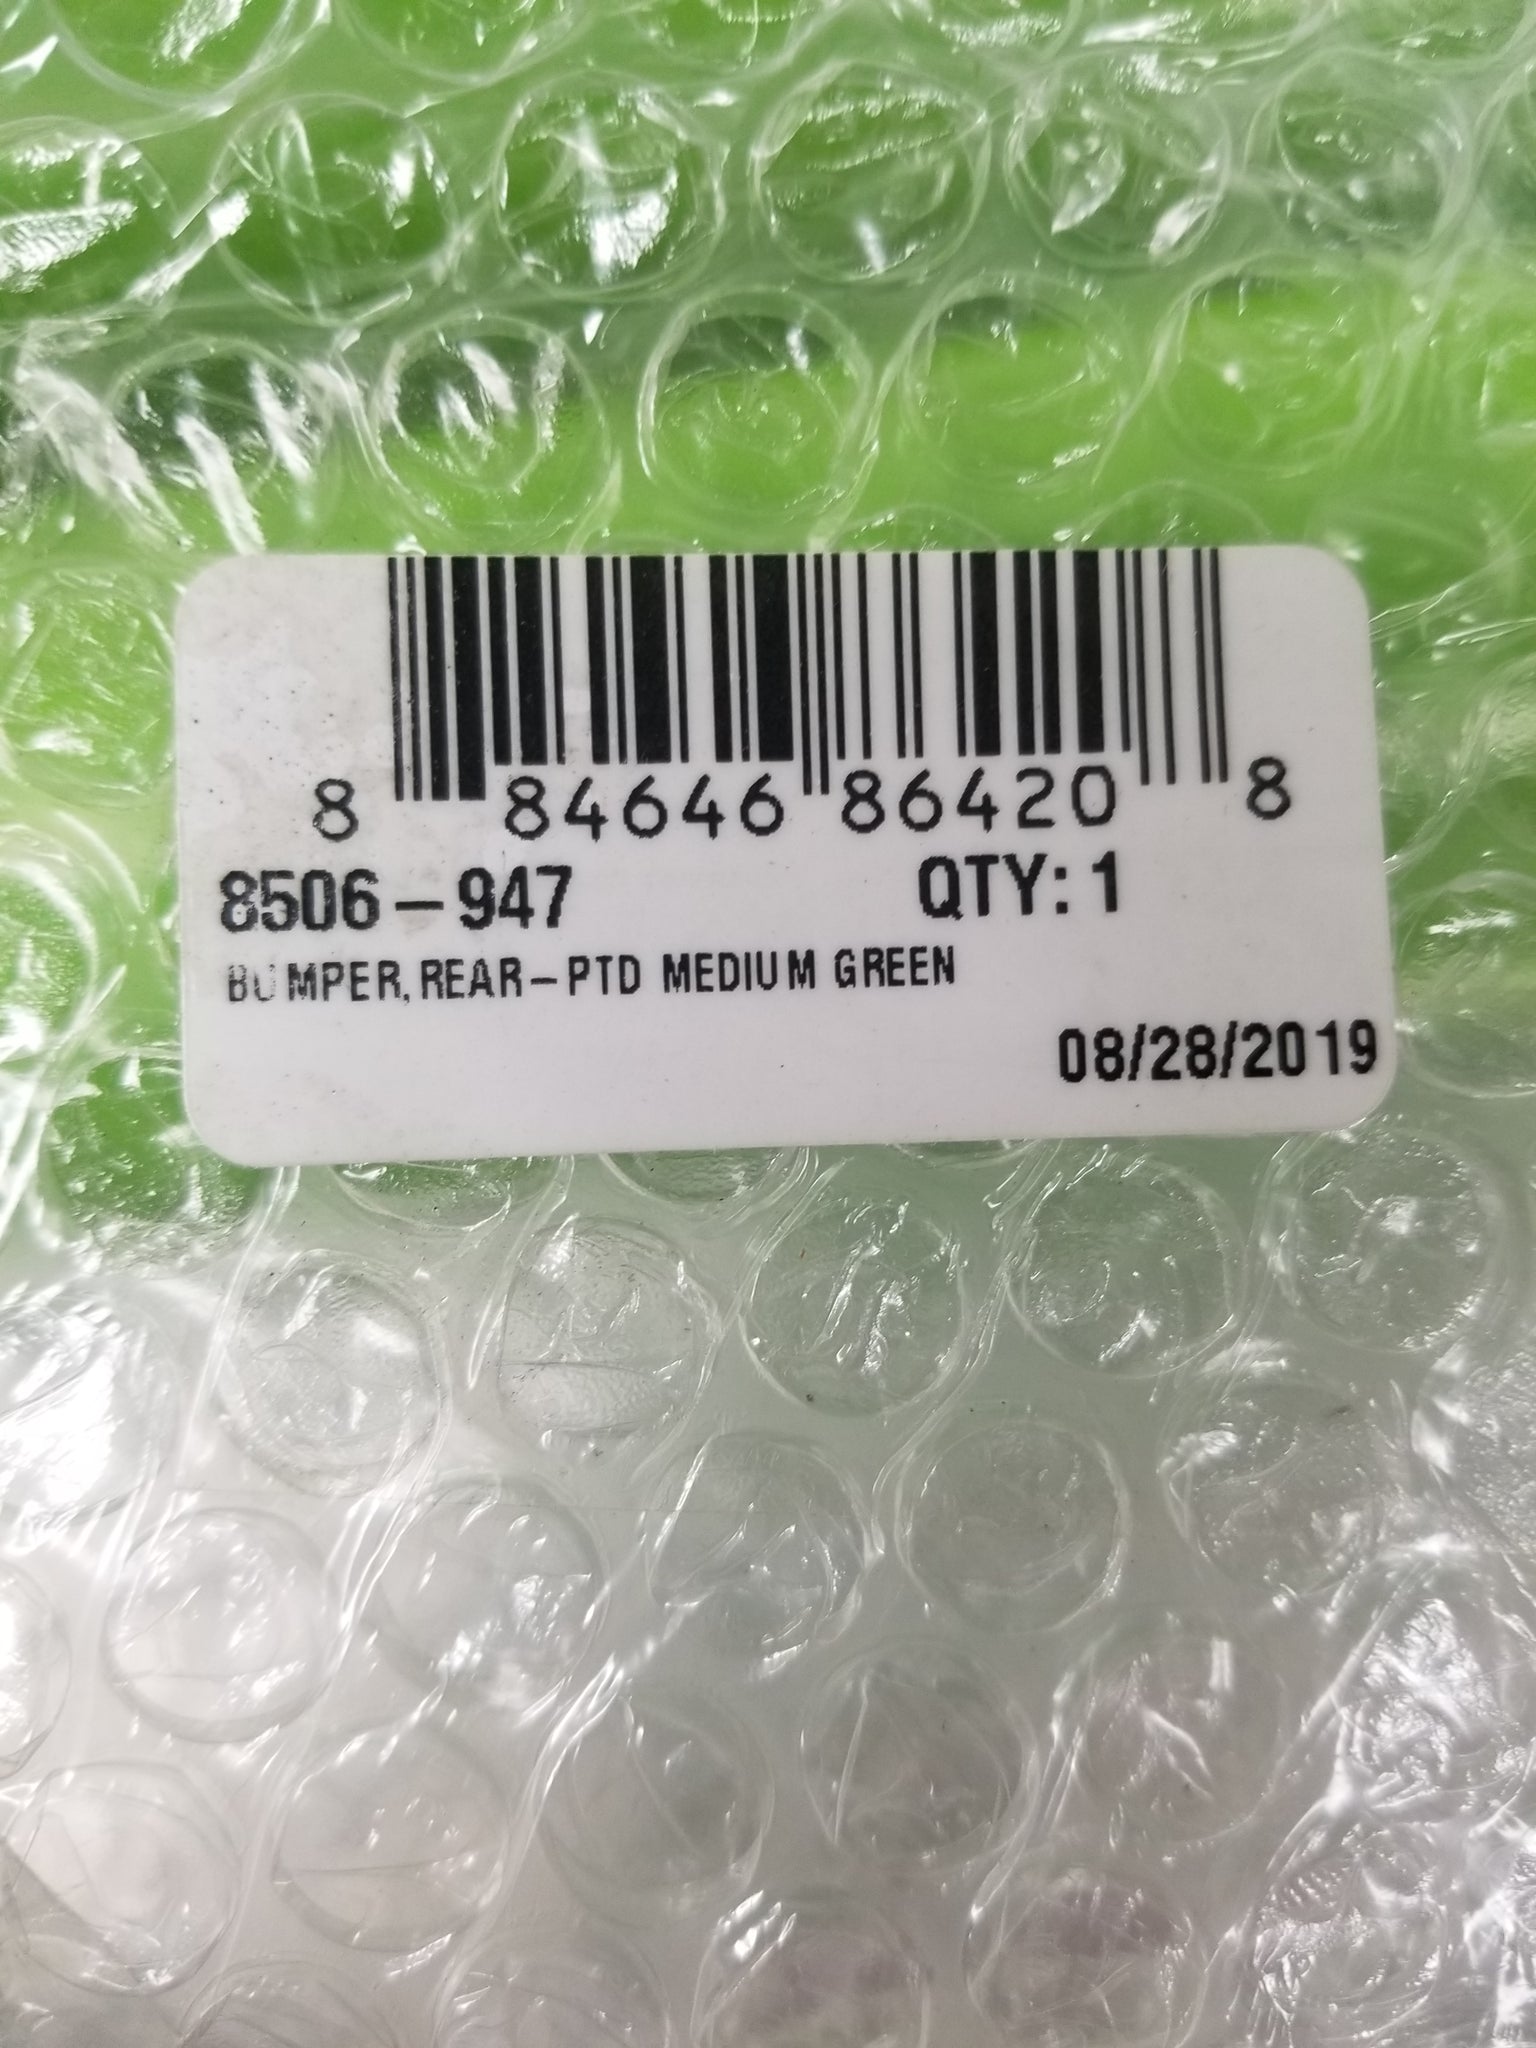 8 84646 86420 8
8506-947 QTY: 1
BUMPER, REAR-PTD MEDIUM GREEN
08/28/2019